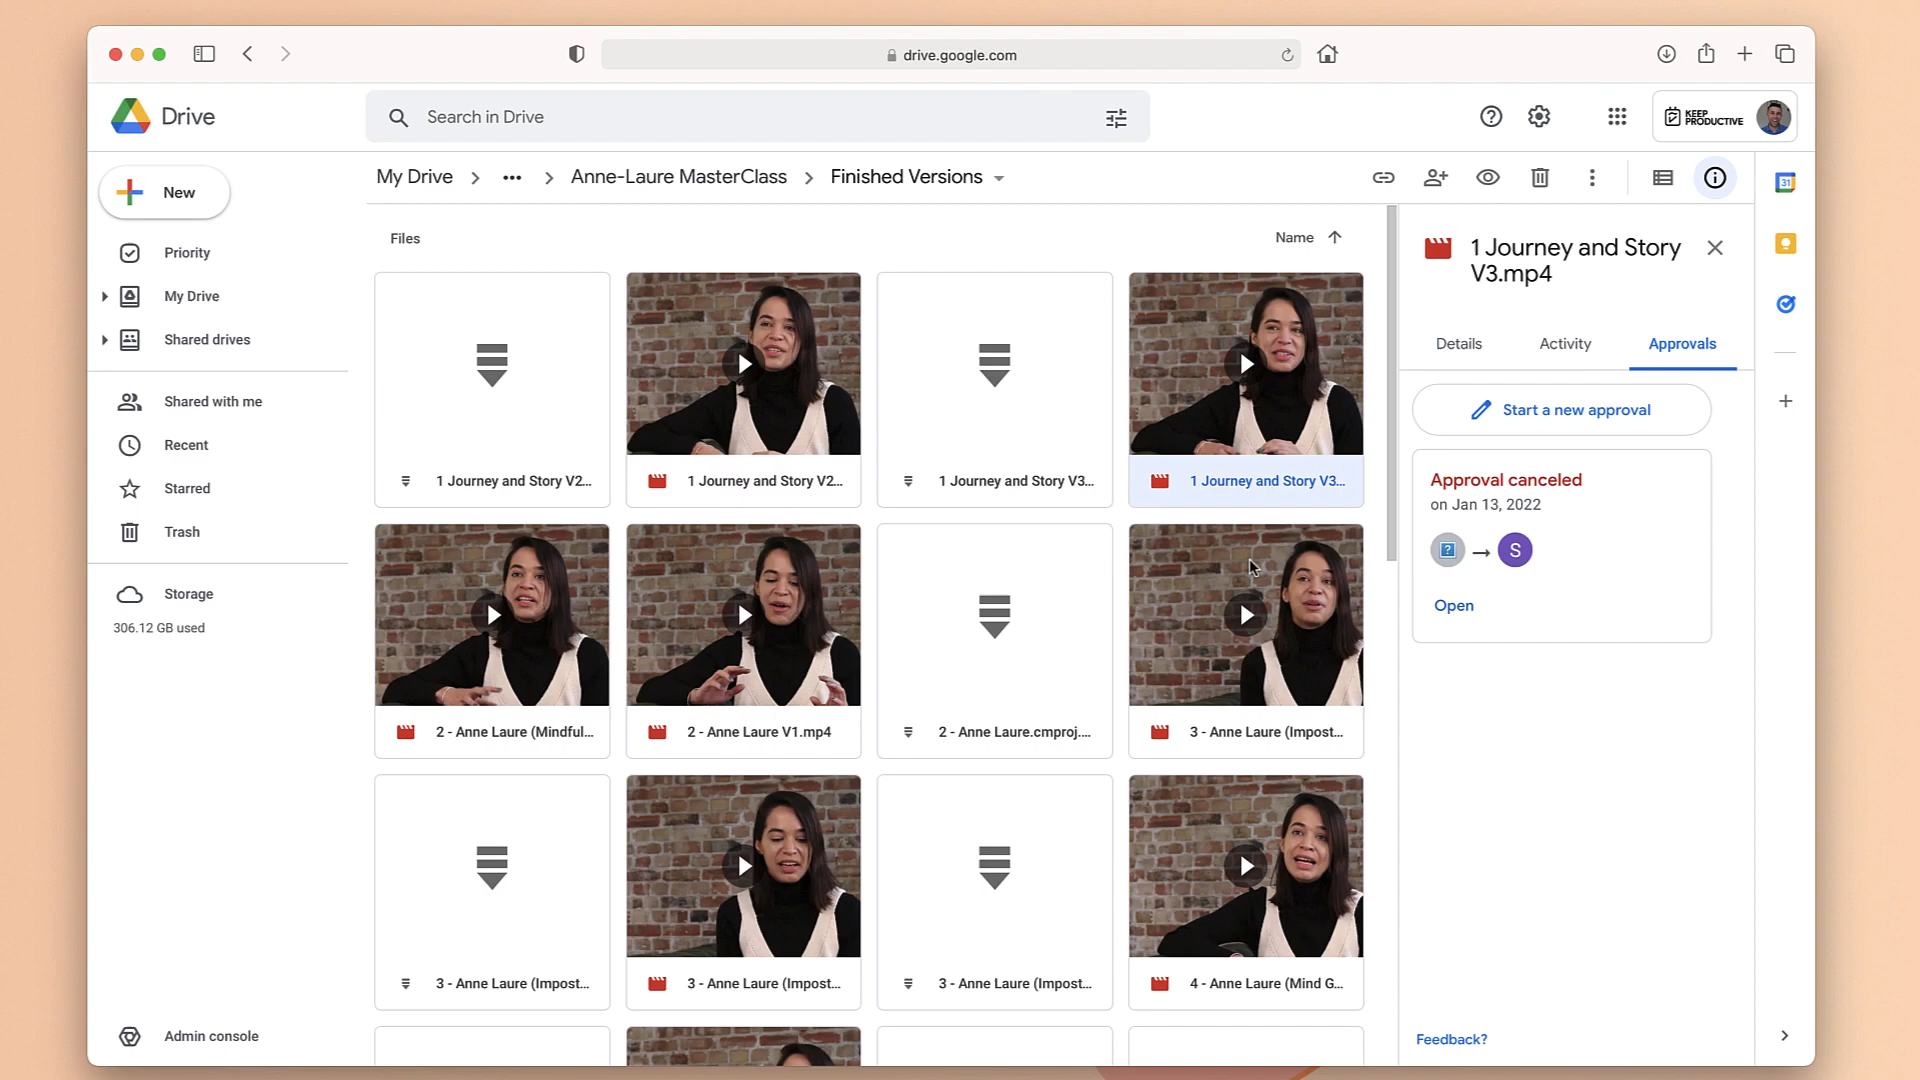 drive.google.com
Drive
Search in Drive
KEEP
PRODUCTIVE
New
My Drive
Anne-Laure MasterClass
Finished Versions
31
Priority
My Drive
Shared drives
Shared with me
Recent
Starred
Trash
Storage
306.12 GB used
Admin console
Files
Name
1 Journey and Story V2...
1 Journey and Story V2...
1 Journey and Story V3...
1 Journey and Story V3...
2 - Anne Laure (Mindful...
2 - Anne Laure V1.mp4
2 - Anne Laure.cmproj....
3 - Anne Laure (Impost...
3 - Anne Laure (Impost...
3 - Anne Laure (Impost...
3 - Anne Laure (Impost...
4 - Anne Laure (Mind G...
1 Journey and Story
V3.mp4
Details
Activity
Approvals
Start a new approval
Approval canceled
on Jan 13, 2022
?
S
Open
Feedback?